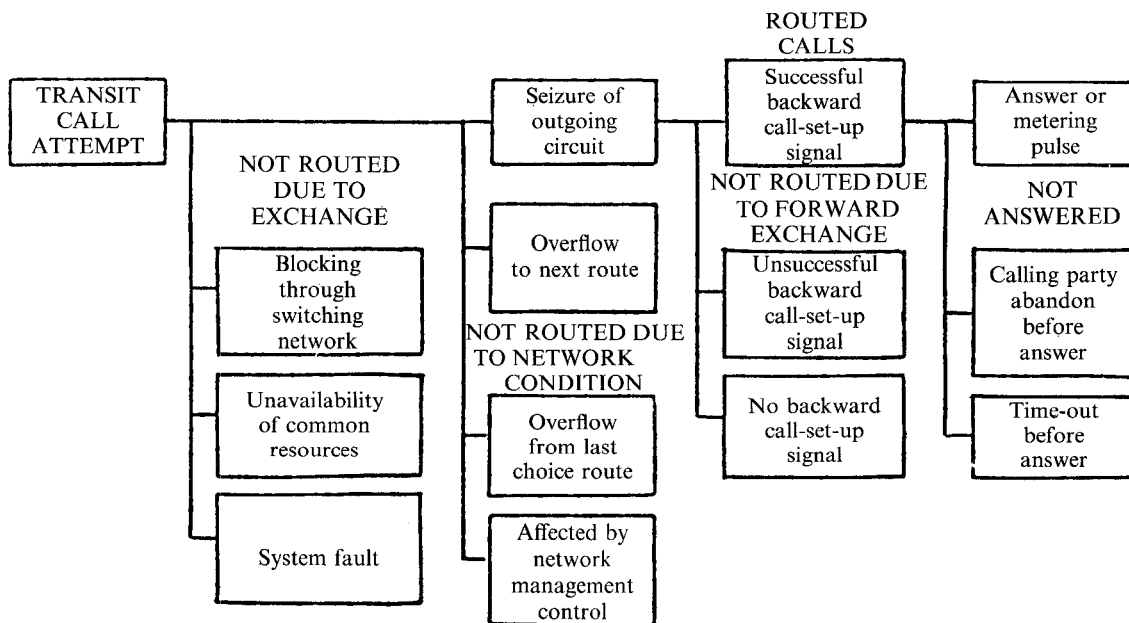 TRANSIT
CALL
ATTEMPT
NOT ROUTED
DUE TO
EXCHANGE
Blocking
through
switching
network
Unavailability
of common
resources
System fault
Seizure of
outgoing
circuit
Overflow
to next route
NOT ROUTED DUE
TO NETWORK
CONDITION
Overflow
from last
choice route
Affected by
network
management
control
ROUTED
CALLS
Successful
backward
call-set-up
signal
NOT ROUTED DUE
TO FORWARD
EXCHANGE
Unsuccessful
backward
call-set-up
signal
No backward
call-set-up
signal
Answer or
metering
pulse
NOT
ANSWERED
Calling party
abandon
before
answer
Time-out
before
answer